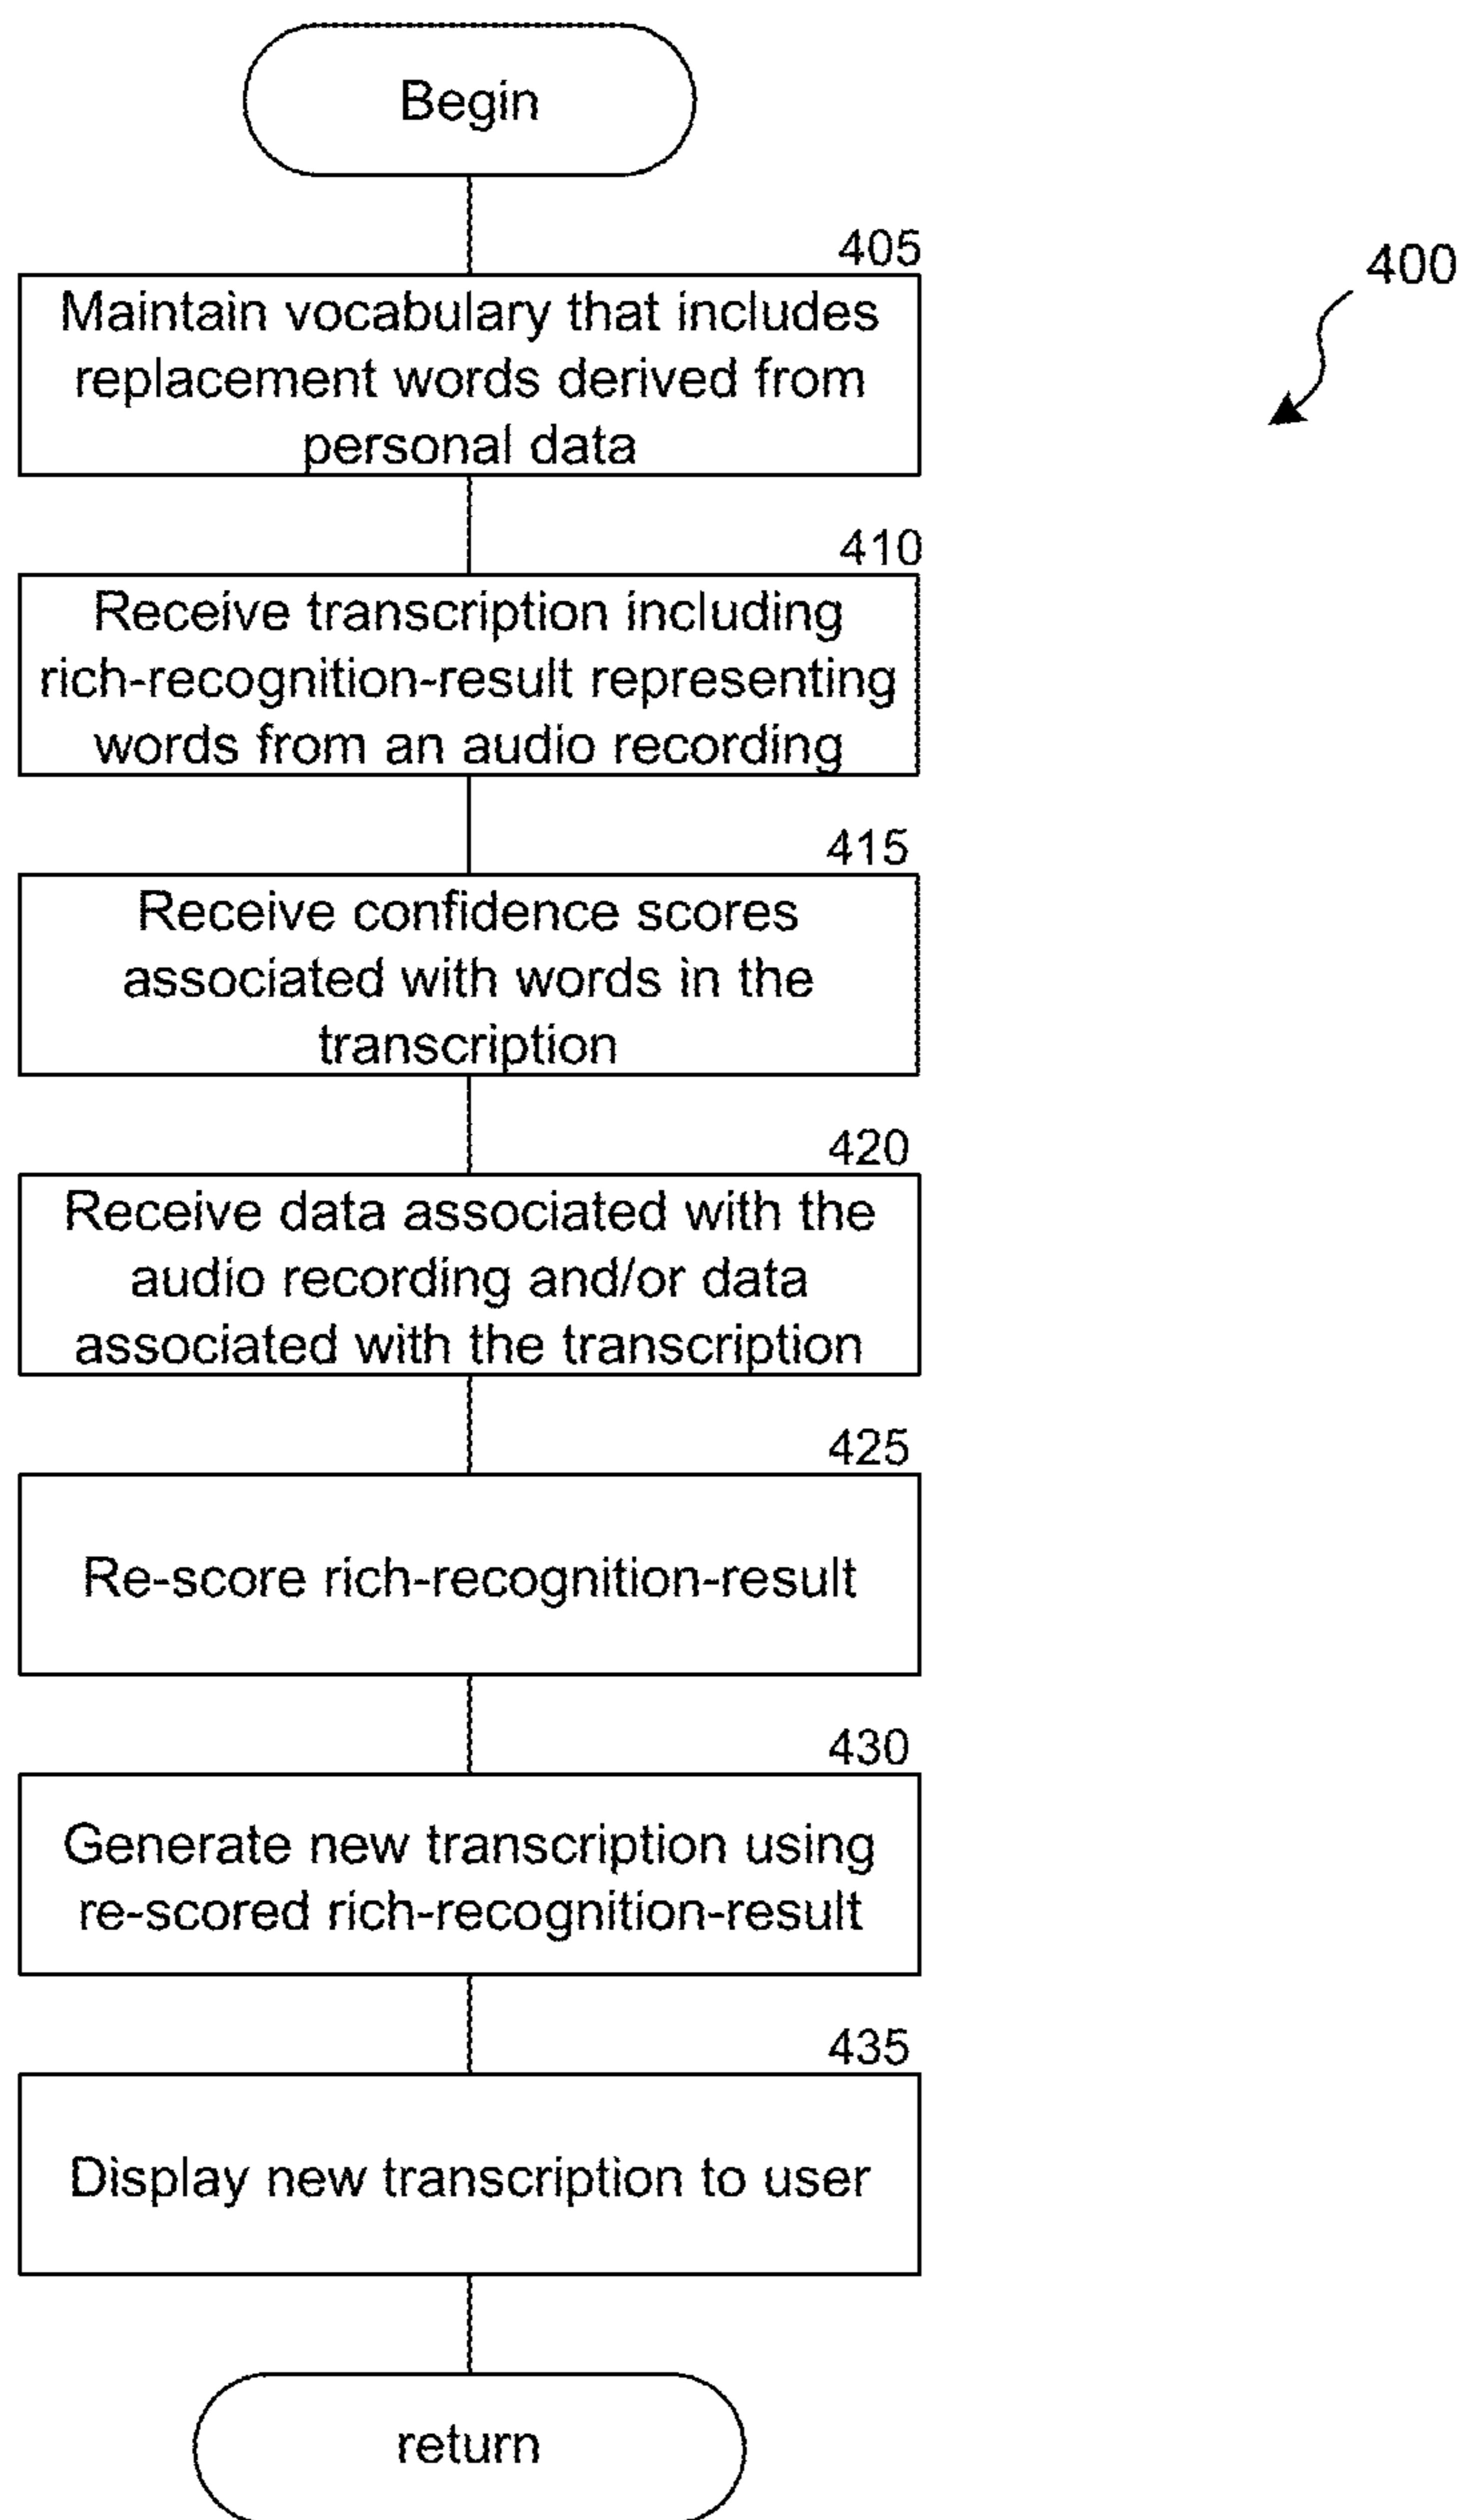 Begin
405
400
Maintain vocabulary that includes
replacement words derived from
personal data
410
Receive transcription including
rich-recognition-result representing
words from an audio recording
415
Receive confidence scores
associated with words in the
transcription
420
Receive data associated with the
audio recording and/or data
associated with the transcription
425
Re-score rich-recognition-result
430
Generate new transcription using
re-scored rich-recognition-result
435
Display new transcription to user
return